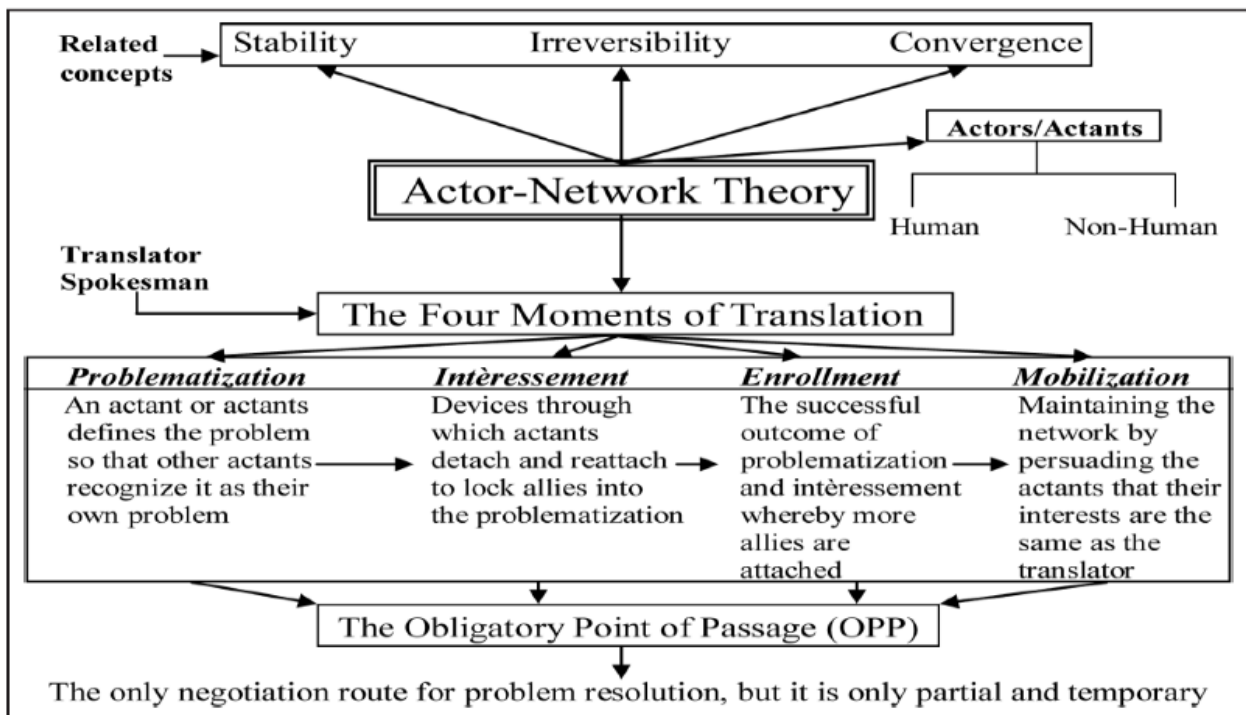 Related
concepts
Stability Irreversibility Convergence
Actors/Actants
Actor-Network Theory
Human Non-Human
Translator
Spokesman
The Four Moments of Translation
Problematization
An actant or actants
defines the problem
so that other actants
recognize it as their
own problem
Intèressement
Devices through
which actants
detach and reattach
to lock allies into
the problematization
Enrollment
The successful
outcome of
problematization
and intèressement
whereby more
allies are
attached
Mobilization
Maintaining the
network by
persuading the
actants that their
interests are the
same as the
translator
The Obligatory Point of Passage (OPP)
The only negotiation route for problem resolution, but it is only partial and temporary